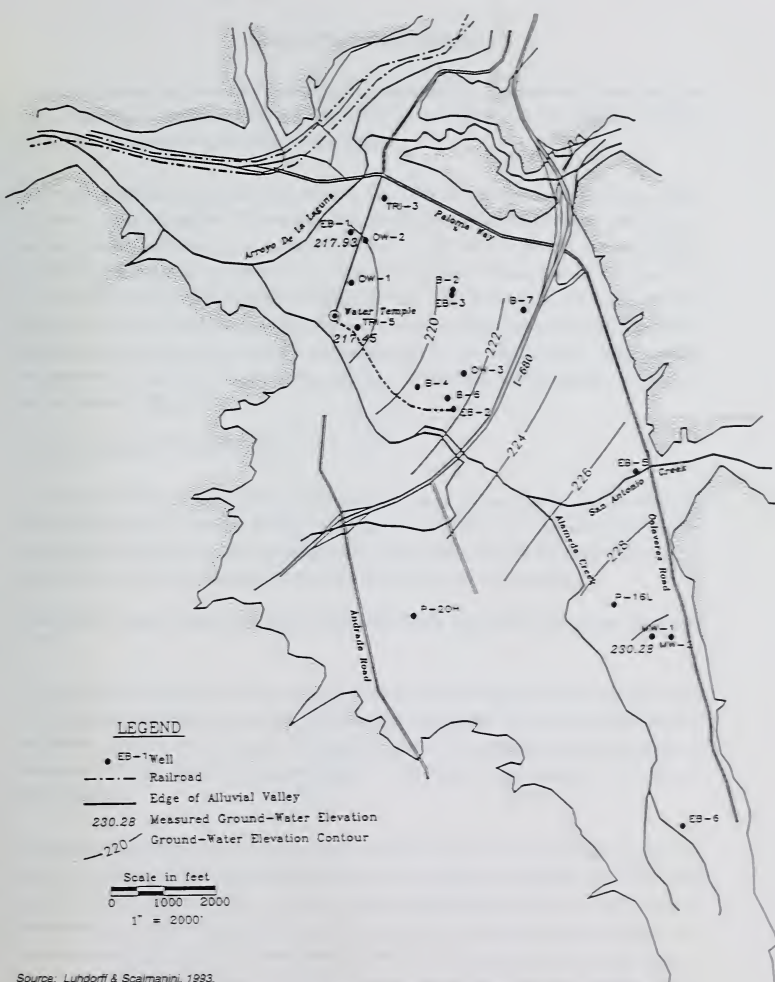 TRI-3
EB-1
217.93
OW-2
Arroyo De La Laguna
Paloma Way
OW-1
B-2
EB-3
B-7
Water Temple
TRI-5
217.45
220
222
I-680
OW-3
B-4
B-6
EB-2
224
226
EB-5
San Antonio Creek
Alameda Creek
228
Calaveras Road
P-16L
P-20H
MW-1
230.28
MW-2
Andrade Road
EB-6
LEGEND
EB-1 Well
Railroad
Edge of Alluvial Valley
230.28 Measured Ground-Water Elevation
220 Ground-Water Elevation Contour
Scale in feet
0 1000 2000
1" = 2000'
Source: Luhdorff & Scalmanini, 1993.